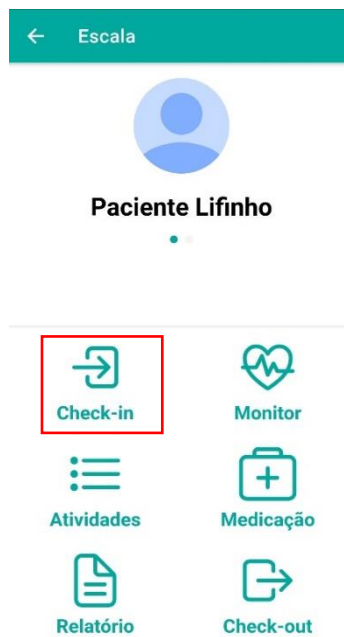 Escala
Paciente Lifinho
Check-in
Monitor
Atividades
Medicação
Relatório
Check-out